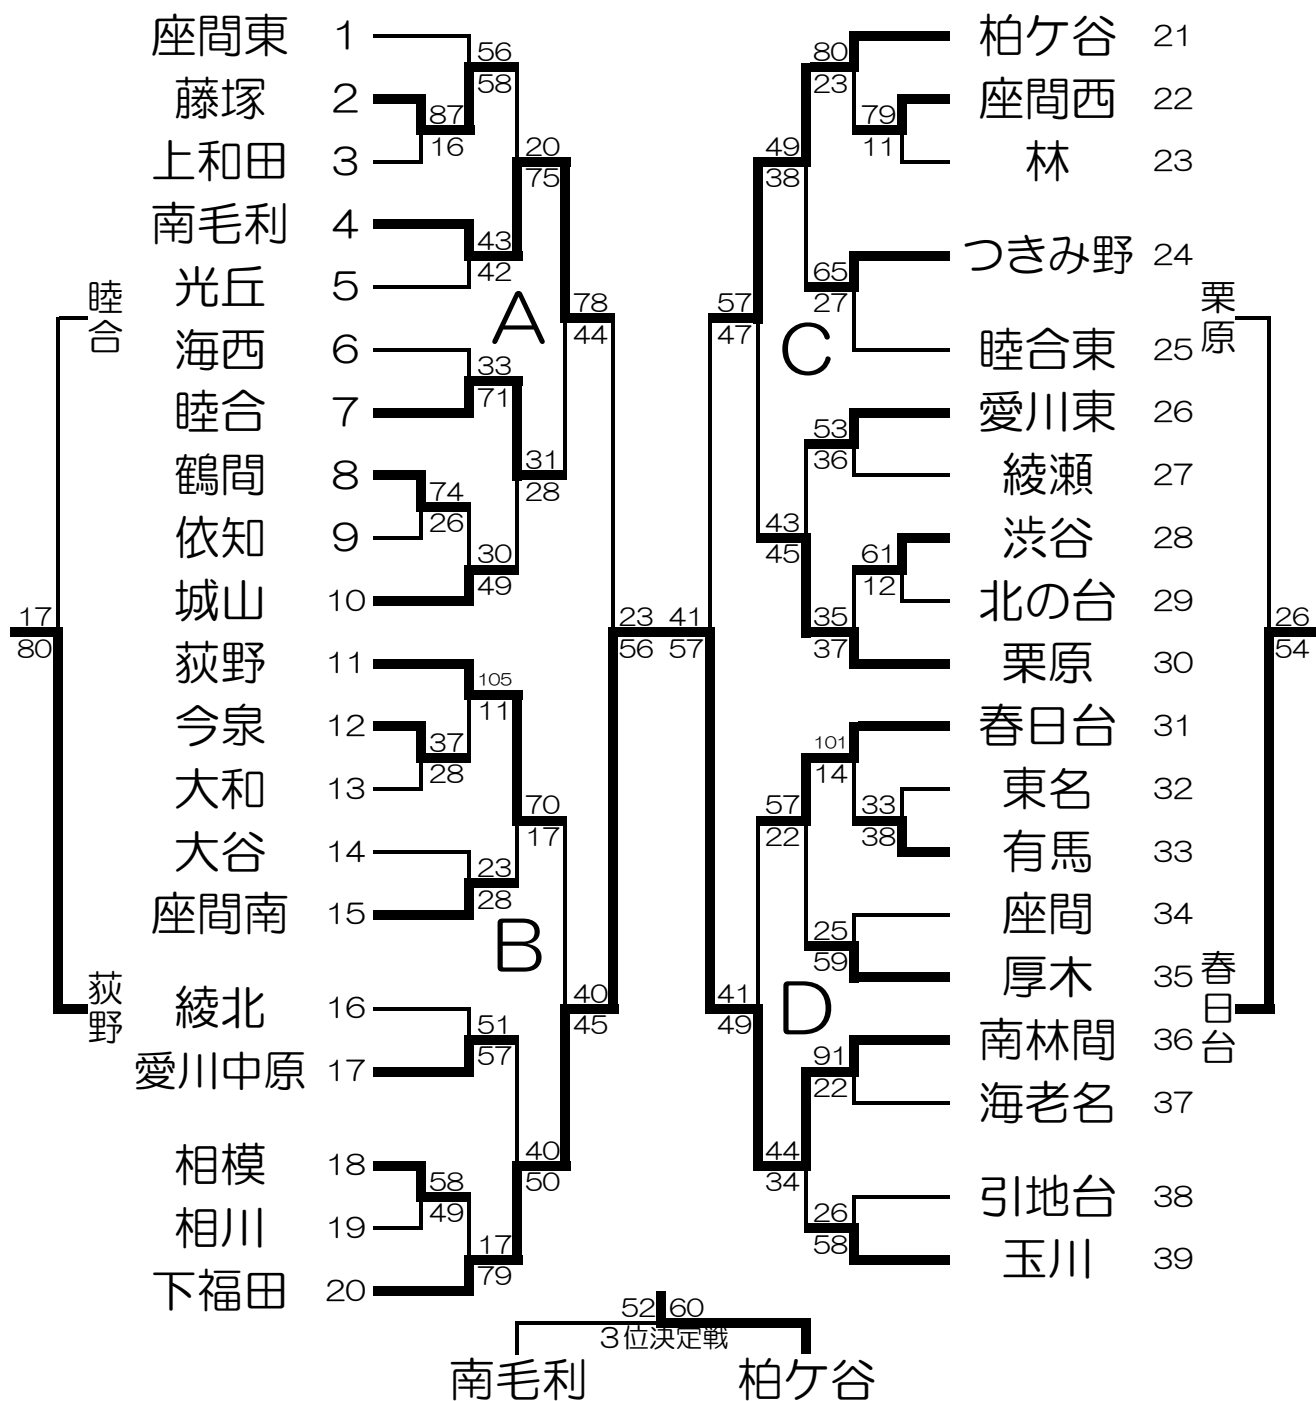 座間東 1
藤塚 2
上和田 3
南毛利 4
光丘 5
海西 6
睦合 7
鶴間 8
依知 9
城山 10
荻野 11
今泉 12
大和 13
大谷 14
座間南 15
綾北 16
愛川中原 17
相模 18
相川 19
下福田 20
睦合
荻野
17
80
56
58
87
16
20
75
43
42
A
78
44
33
71
31
28
74
26
30
49
105
11
37
28
70
17
23
28
B
40
45
51
57
40
50
58
49
17
79
23 41
56 57
柏ケ谷 21
座間西 22
林 23
つきみ野 24
睦合東 25
愛川東 26
綾瀬 27
渋谷 28
北の台 29
栗原 30
春日台 31
東名 32
有馬 33
座間 34
厚木 35
南林間 36
海老名 37
引地台 38
玉川 39
80
23
79
11
49
38
65
27
57
47
C
53
36
43
45
61
12
35
37
101
14
57
22
33
38
25
59
41
49
D
91
22
44
34
26
58
栗原
春日台
26
54
52 60
3位決定戦
南毛利 柏ケ谷